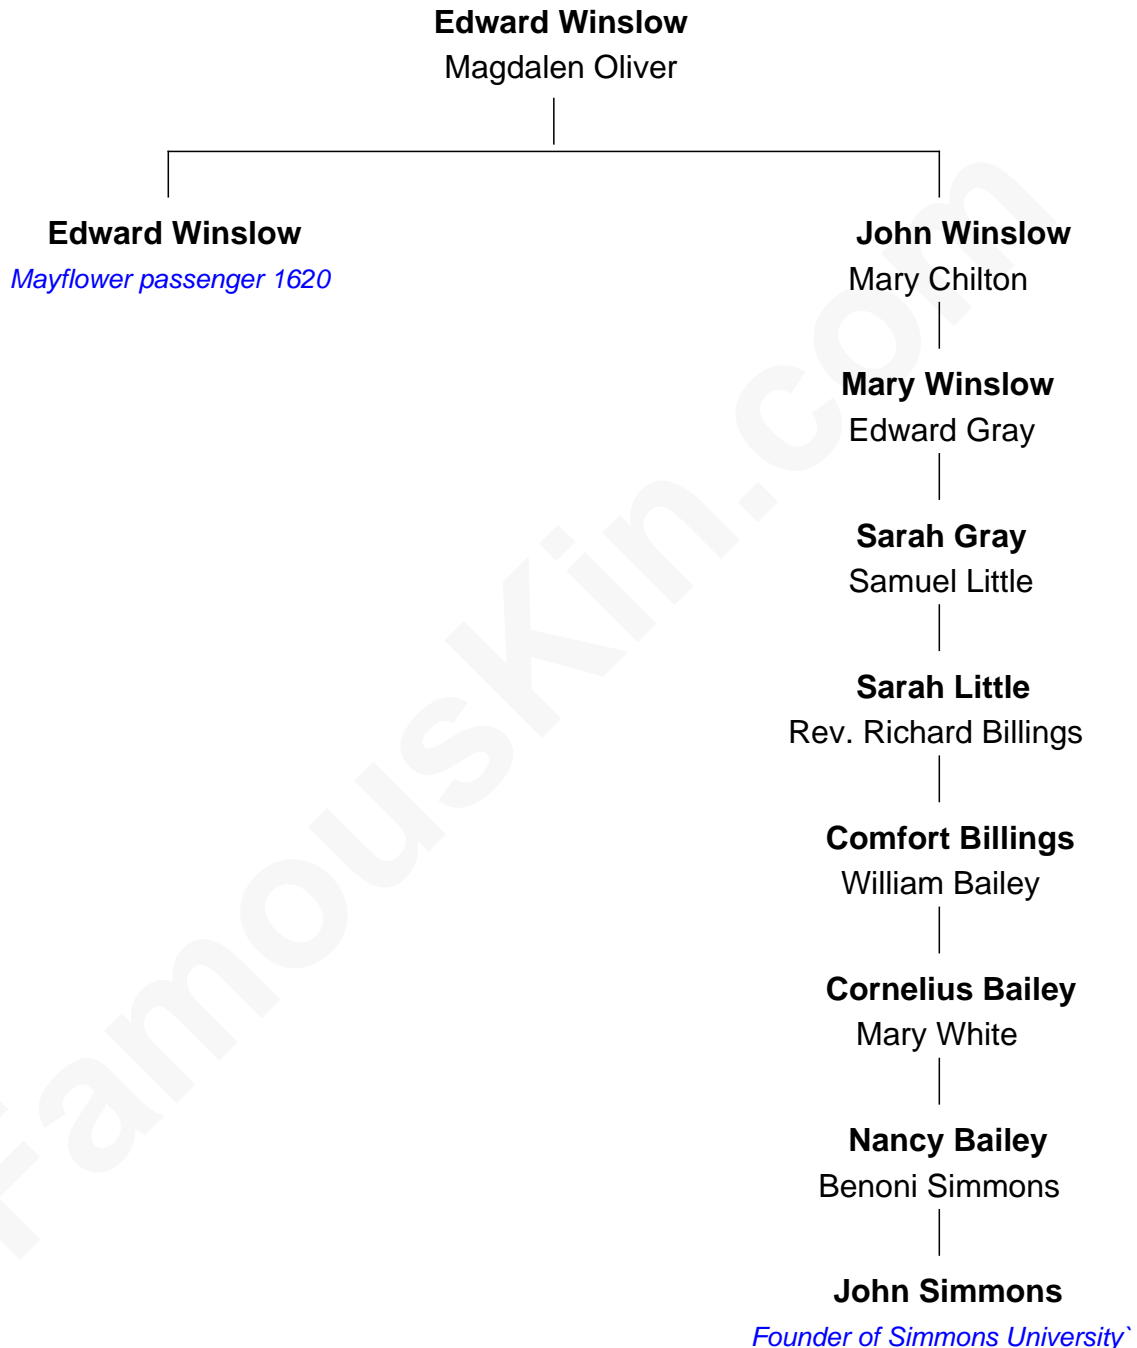 Edward Winslow
Magdalen Oliver
Edward Winslow
Mayflower passenger 1620
John Winslow
Mary Chilton
Mary Winslow
Edward Gray
Sarah Gray
Samuel Little
Sarah Little
Rev. Richard Billings
Comfort Billings
William Bailey
Cornelius Bailey
Mary White
Nancy Bailey
Benoni Simmons
John Simmons
Founder of Simmons University`
FamousKin.com